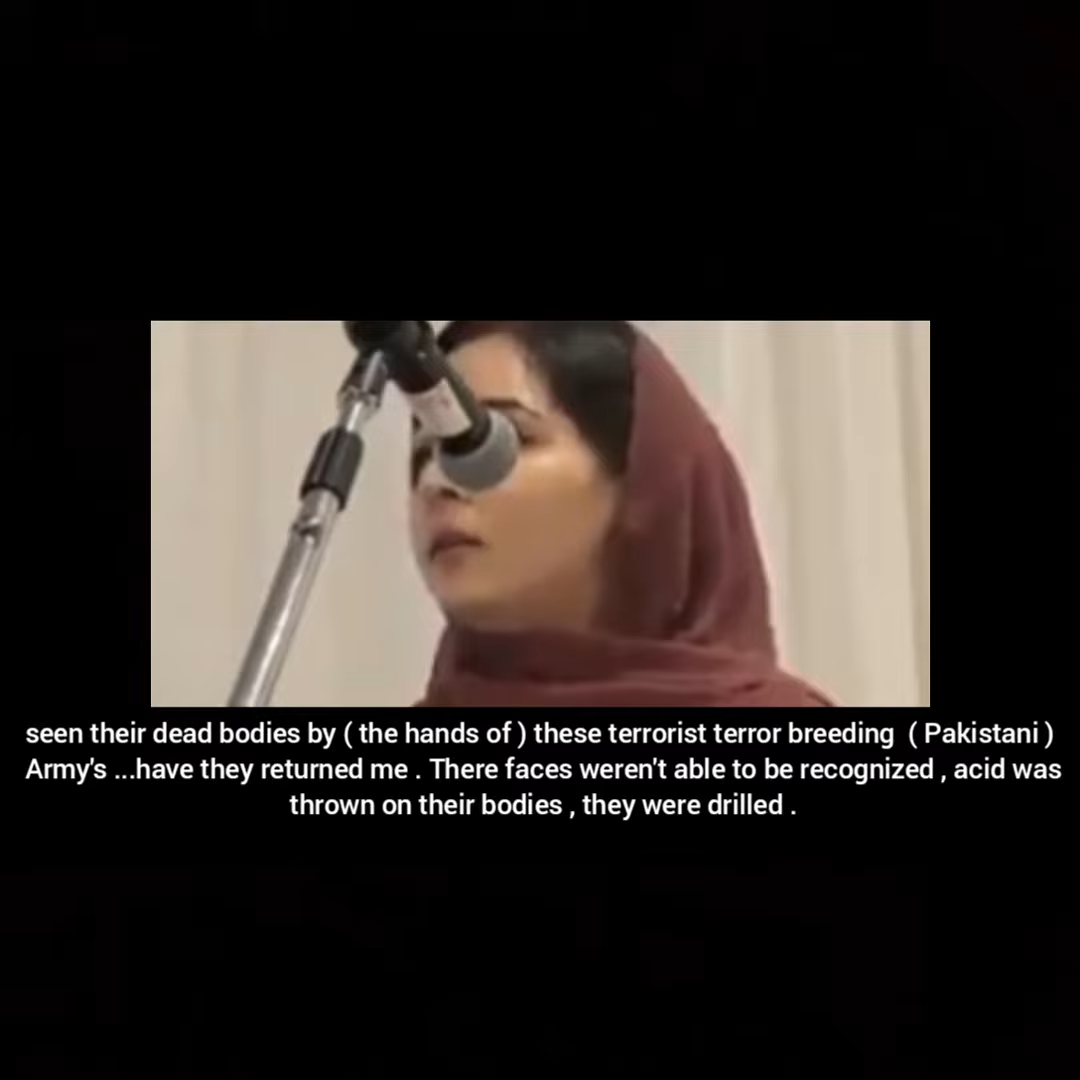 seen their dead bodies by ( the hands of ) these terrorist terror breeding ( Pakistani )
Army's ...have they returned me . There faces weren't able to be recognized , acid was
thrown on their bodies , they were drilled .